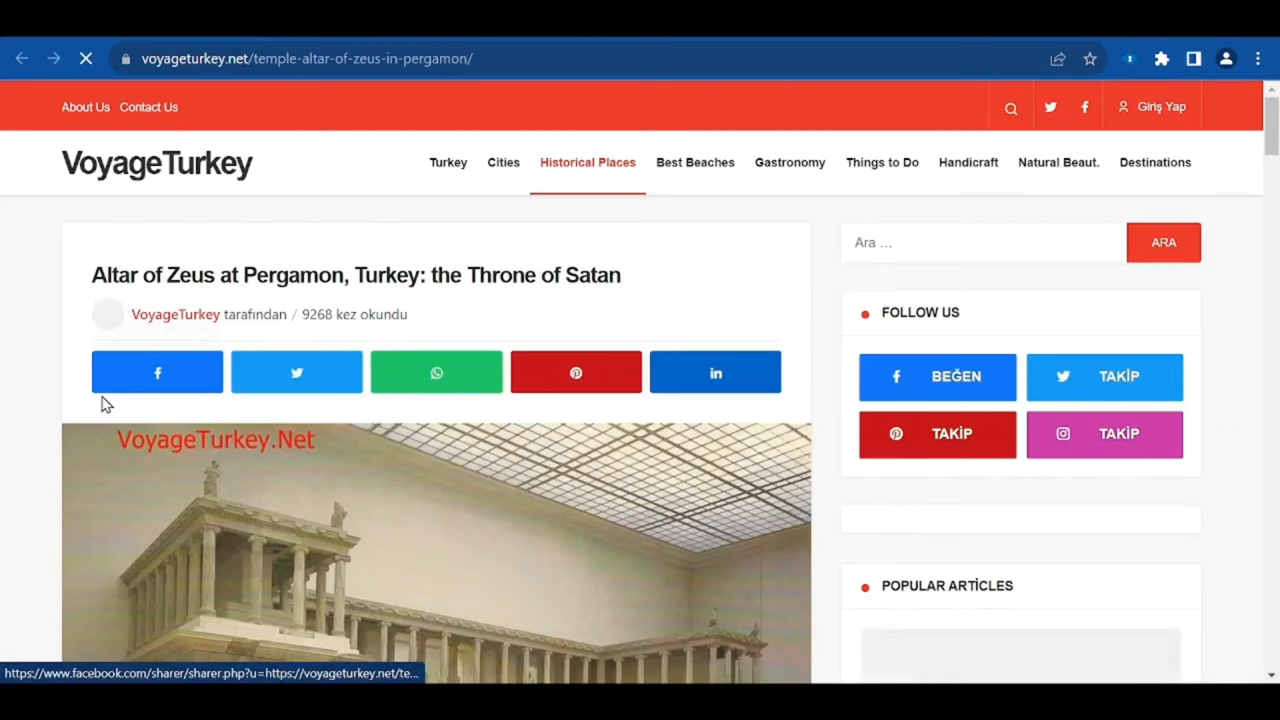 voyageturkey.net/temple-altar-of-zeus-in-pergamon/
About Us Contact Us
Giriş Yap
VoyageTurkey
Turkey Cities Historical Places Best Beaches Gastronomy Things to Do Handicraft Natural Beaut. Destinations
Altar of Zeus at Pergamon, Turkey: the Throne of Satan
VoyageTurkey tarafından / 9268 kez okundu
VoyageTurkey.Net
Ara ...
ARA
FOLLOW US
BEĞEN
TAKİP
TAKİP
TAKİP
POPULAR ARTİCLES
https://www.facebook.com/sharer/sharer.php?u=https://voyageturkey.net/te...